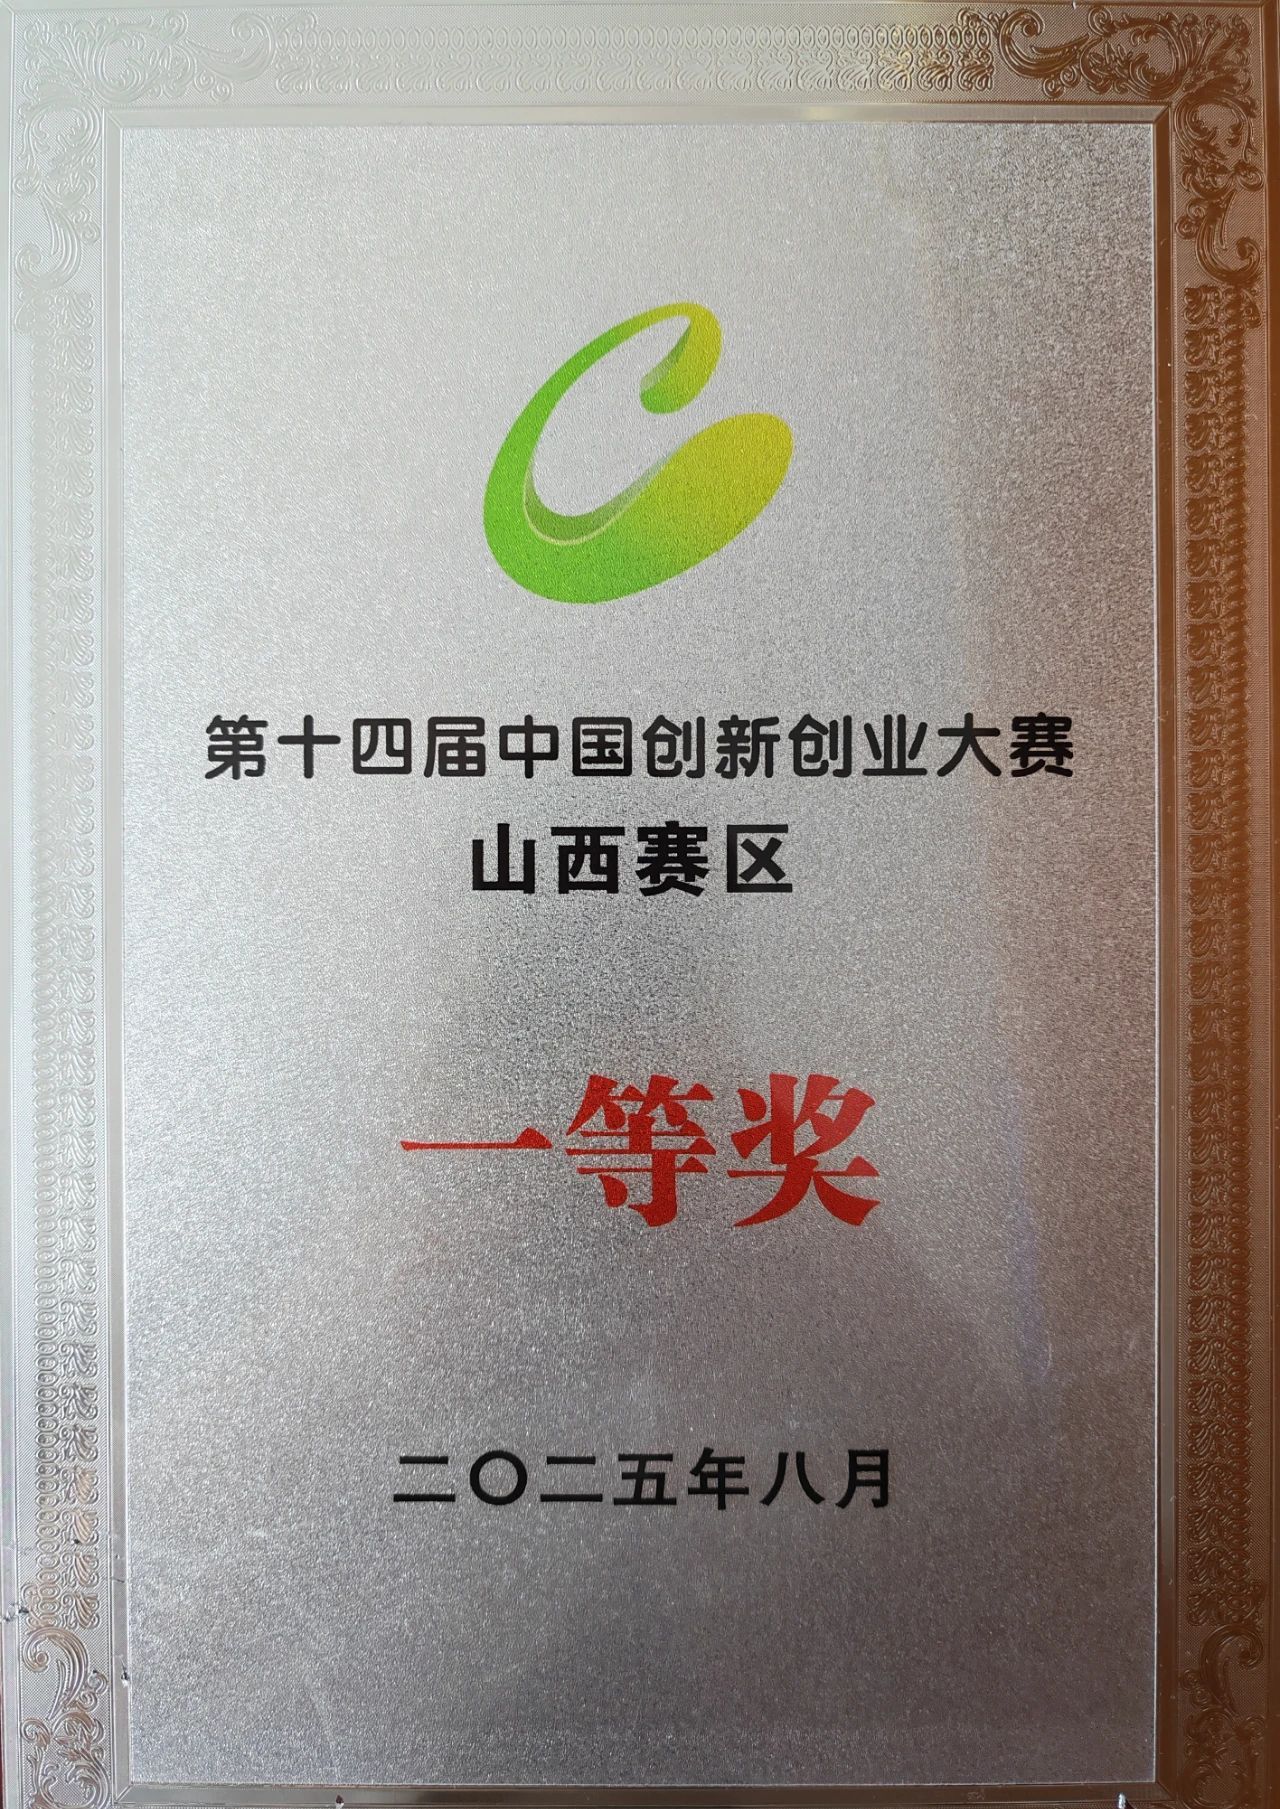 第十四届中国创新创业大赛
山西赛区
一等奖
二〇二五年八月